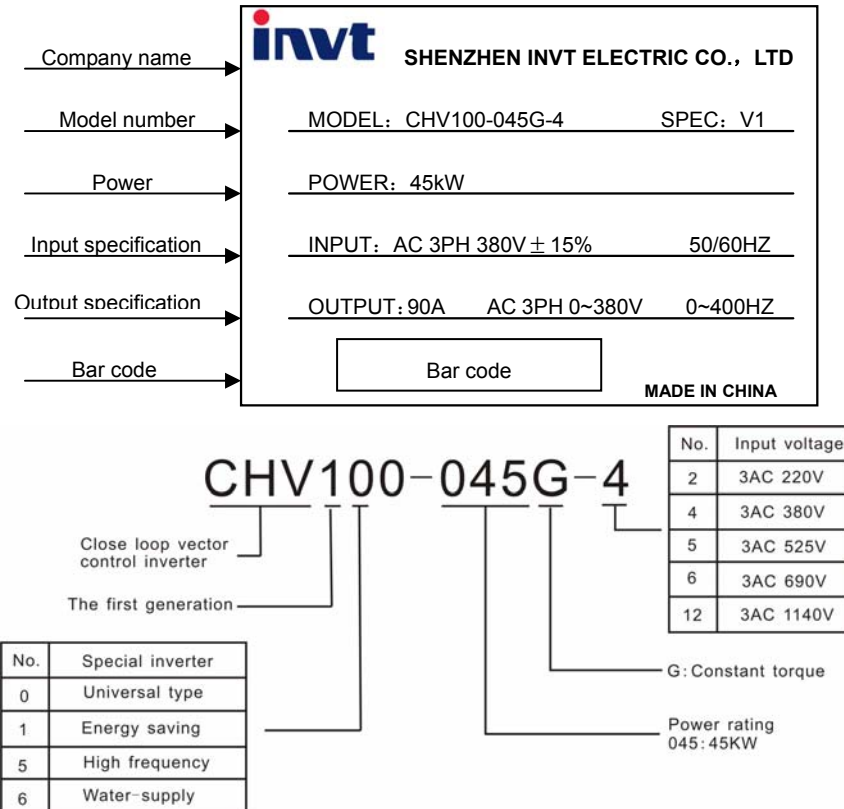 invt SHENZHEN INVT ELECTRIC CO.，LTD
Company name
Model number
MODEL：CHV100-045G-4 SPEC：V1
Power
POWER：45kW
Input specification
INPUT：AC 3PH 380V ± 15% 50/60HZ
Output specification
OUTPUT：90A AC 3PH 0~380V 0~400HZ
Bar code
Bar code
MADE IN CHINA
CHV100-045G-4
Close loop vector
control inverter
The first generation
No. Special inverter
0 Universal type
1 Energy saving
5 High frequency
6 Water-supply
No. Input voltage
2 3AC 220V
4 3AC 380V
5 3AC 525V
6 3AC 690V
12 3AC 1140V
G:Constant torque
Power rating
045:45KW